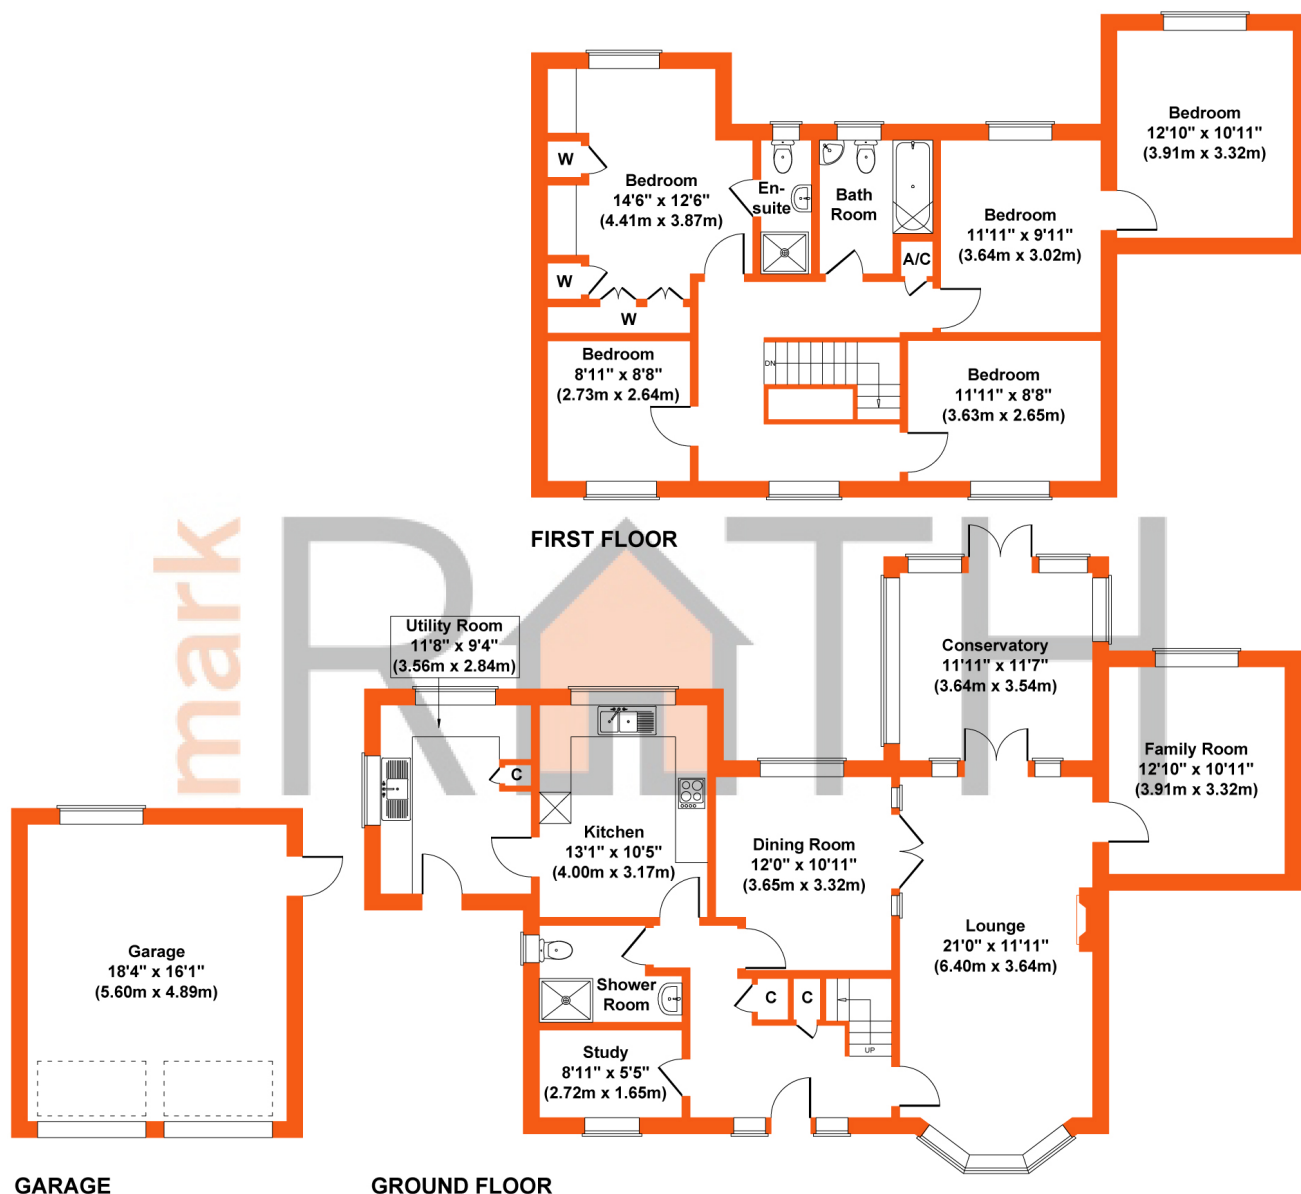 Bedroom
12'10" x 10'11"
(3.91m x 3.32m)
W
Bedroom
14'6" x 12'6"
(4.41m x 3.87m)
En-
suite
Bath
Room
Bedroom
11'11" x 9'11"
(3.64m x 3.02m)
A/C
W
W
Bedroom
8'11" x 8'8"
(2.73m x 2.64m)
DN
Bedroom
11'11" x 8'8"
(3.63m x 2.65m)
FIRST FLOOR
mark
RATH
Utility Room
11'8" x 9'4"
(3.56m x 2.84m)
Conservatory
11'11" x 11'7"
(3.64m x 3.54m)
Family Room
12'10" x 10'11"
(3.91m x 3.32m)
C
Kitchen
13'1" x 10'5"
(4.00m x 3.17m)
Dining Room
12'0" x 10'11"
(3.65m x 3.32m)
Garage
18'4" x 16'1"
(5.60m x 4.89m)
Lounge
21'0" x 11'11"
(6.40m x 3.64m)
Shower
Room
C
C
UP
Study
8'11" x 5'5"
(2.72m x 1.65m)
GARAGE
GROUND FLOOR